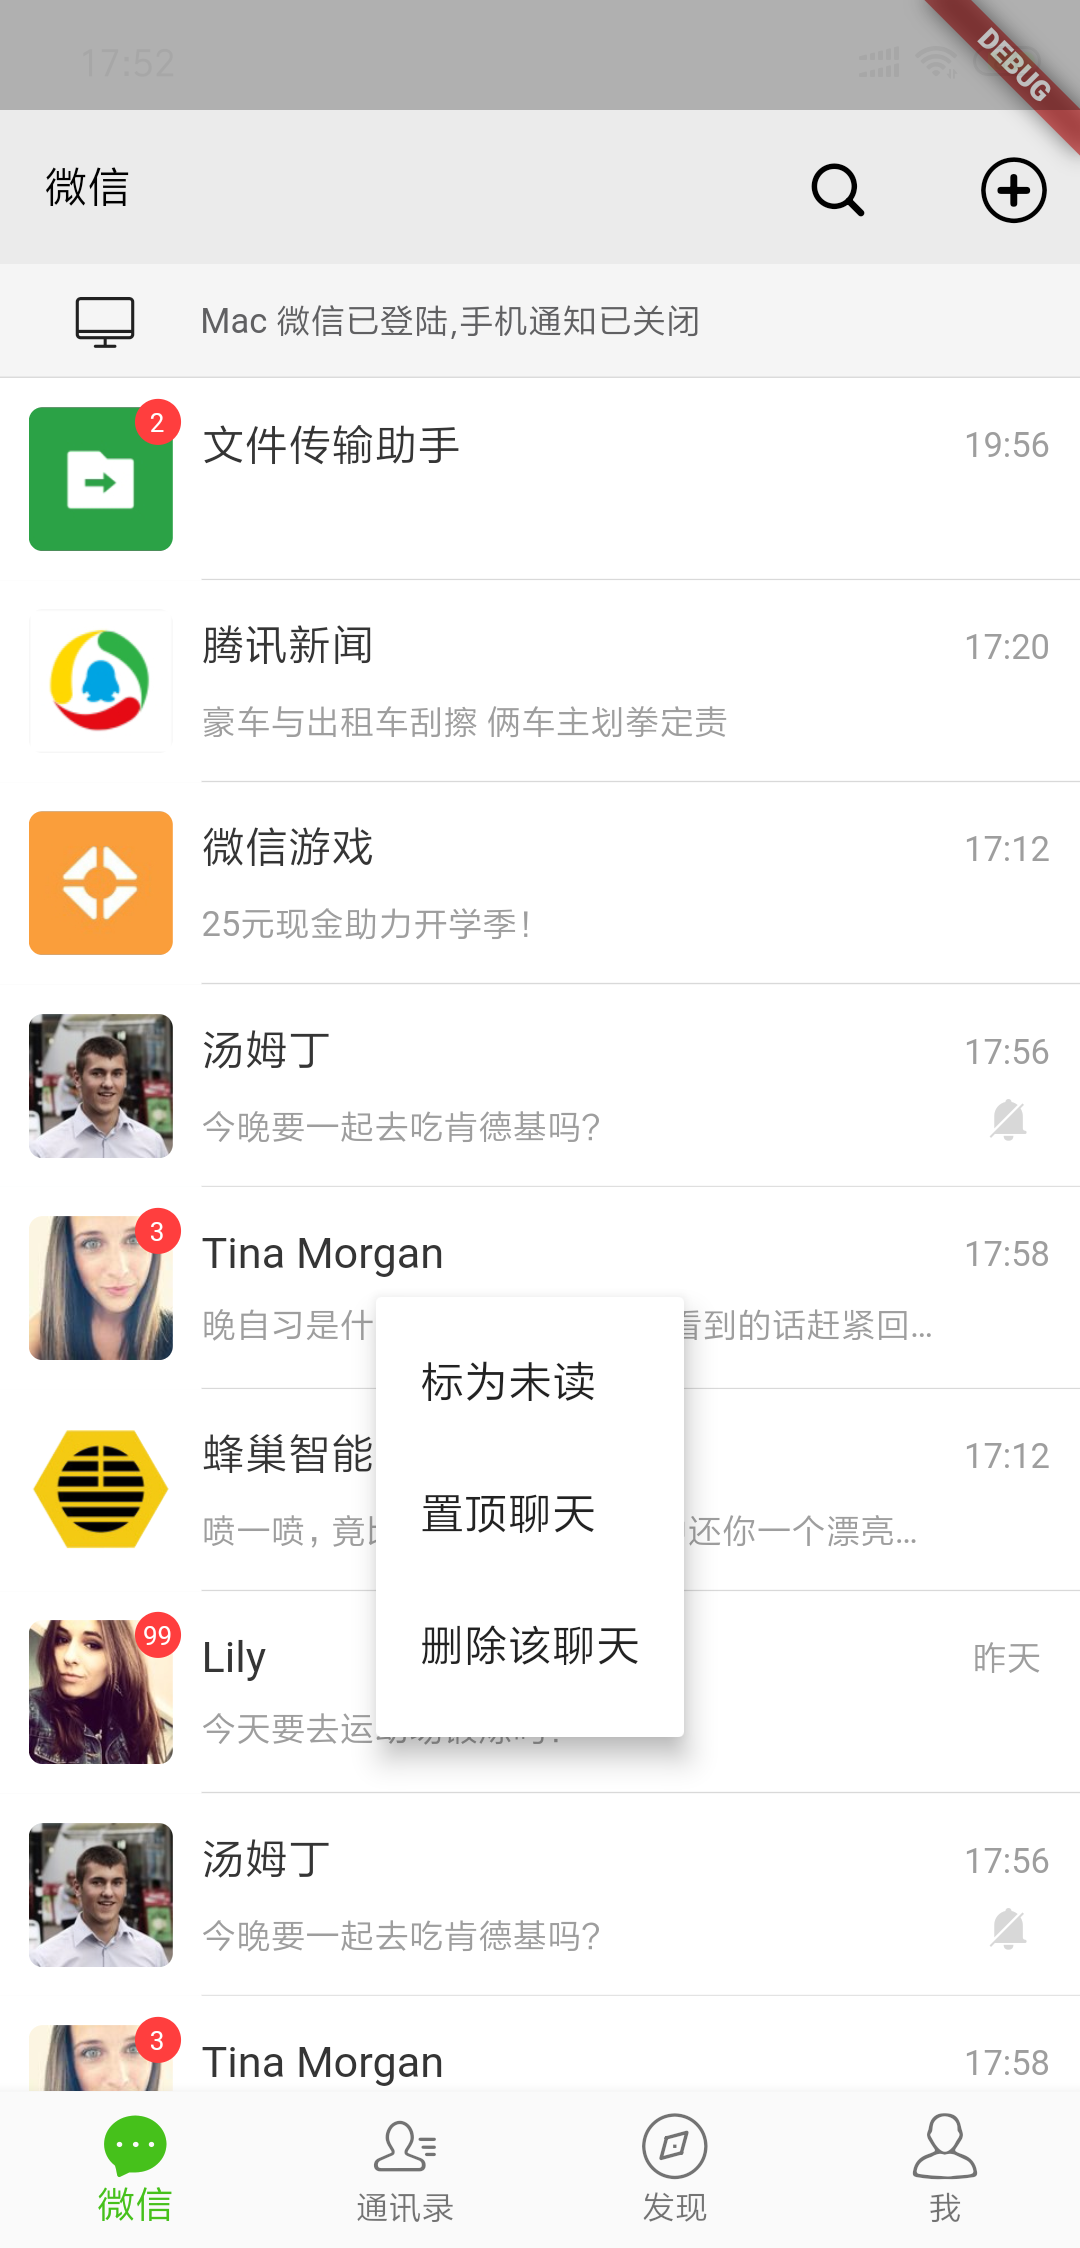 17:52
DEBUG
微信
Mac 微信已登陆,手机通知已关闭
2
文件传输助手
19:56
腾讯新闻
17:20
豪车与出租车刮擦 俩车主划拳定责
微信游戏
17:12
25元现金助力开学季!
汤姆丁
17:56
今晚要一起去吃肯德基吗?
3
Tina Morgan
17:58
晚自习是什
看到的话赶紧回...
标为未读
蜂巢智能
17:12
置顶聊天
喷一喷, 竟
还你一个漂亮...
99
Lily
昨天
删除该聊天
今天要去运
汤姆丁
17:56
今晚要一起去吃肯德基吗?
3
Tina Morgan
17:58
微信
通讯录
发现
我